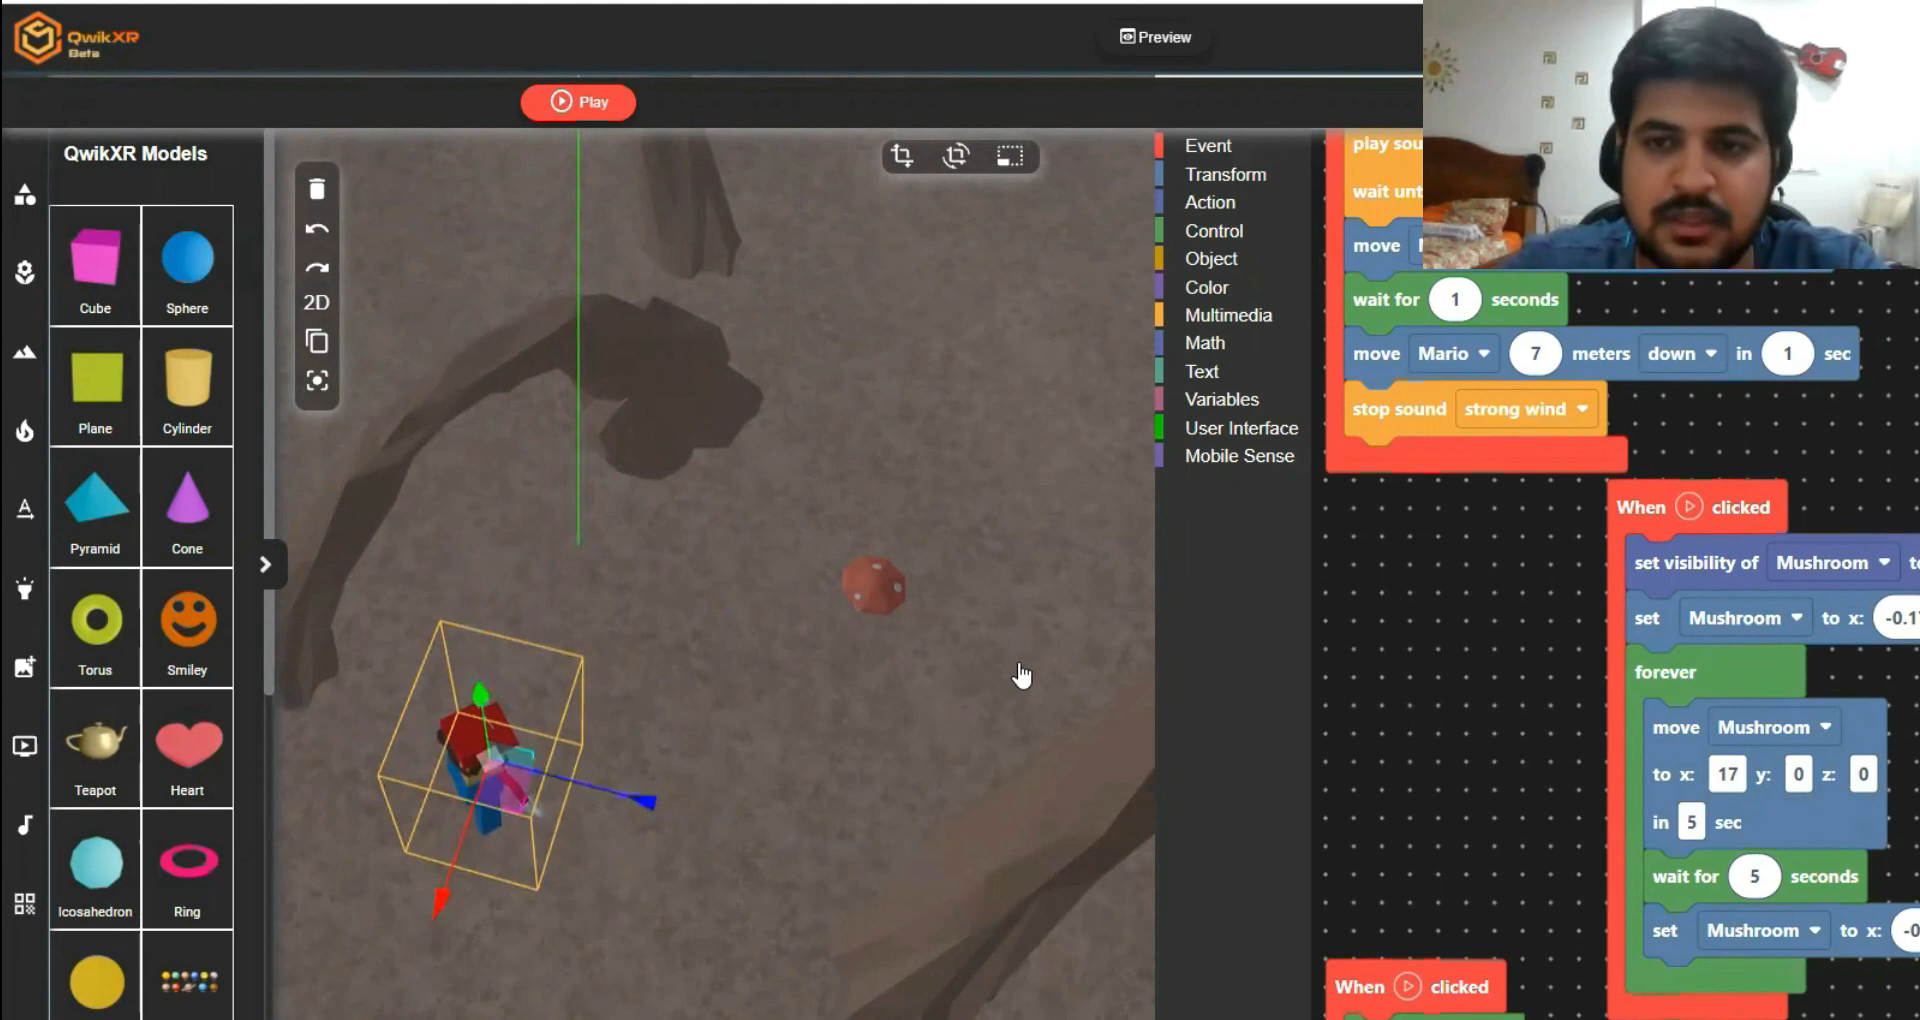 QwikXR
Beta
Preview
Play
QwikXR Models
Cube
Sphere
Plane
Cylinder
Pyramid
Cone
Torus
Smiley
Teapot
Heart
Icosahedron
Ring
2D
Event
Transform
Action
Control
Object
Color
Multimedia
Math
Text
Variables
User Interface
Mobile Sense
play sou
wait unt
move
wait for 1 seconds
move Mario 7 meters down in 1 sec
stop sound strong wind
When clicked
set visibility of Mushroom to
set Mushroom to x: -0.1
forever
move Mushroom
to x: 17 y: 0 z: 0
in 5 sec
wait for 5 seconds
set Mushroom to x: -0
When clicked